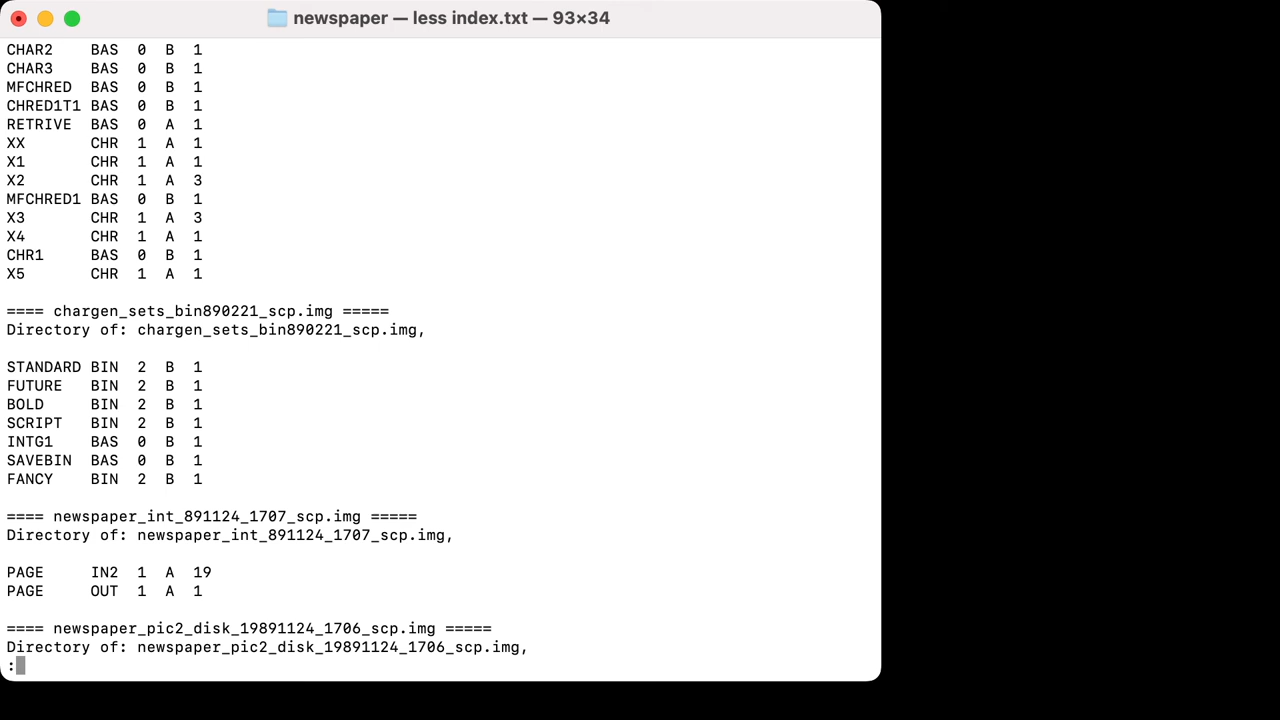 newspaper — less index.txt — 93×34
CHAR2    BAS  0  B  1
CHAR3    BAS  0  B  1
MFCHRED  BAS  0  B  1
CHRED1T1 BAS  0  B  1
RETRIVE  BAS  0  A  1
XX       CHR  1  A  1
X1       CHR  1  A  1
X2       CHR  1  A  3
MFCHRED1 BAS  0  B  1
X3       CHR  1  A  3
X4       CHR  1  A  1
CHR1     BAS  0  B  1
X5       CHR  1  A  1
==== chargen_sets_bin890221_scp.img =====
Directory of: chargen_sets_bin890221_scp.img,
STANDARD BIN  2  B  1
FUTURE   BIN  2  B  1
BOLD     BIN  2  B  1
SCRIPT   BIN  2  B  1
INTG1    BAS  0  B  1
SAVEBIN  BAS  0  B  1
FANCY    BIN  2  B  1
==== newspaper_int_891124_1707_scp.img =====
Directory of: newspaper_int_891124_1707_scp.img,
PAGE     IN2  1  A  19
PAGE     OUT  1  A  1
==== newspaper_pic2_disk_19891124_1706_scp.img =====
Directory of: newspaper_pic2_disk_19891124_1706_scp.img,
: